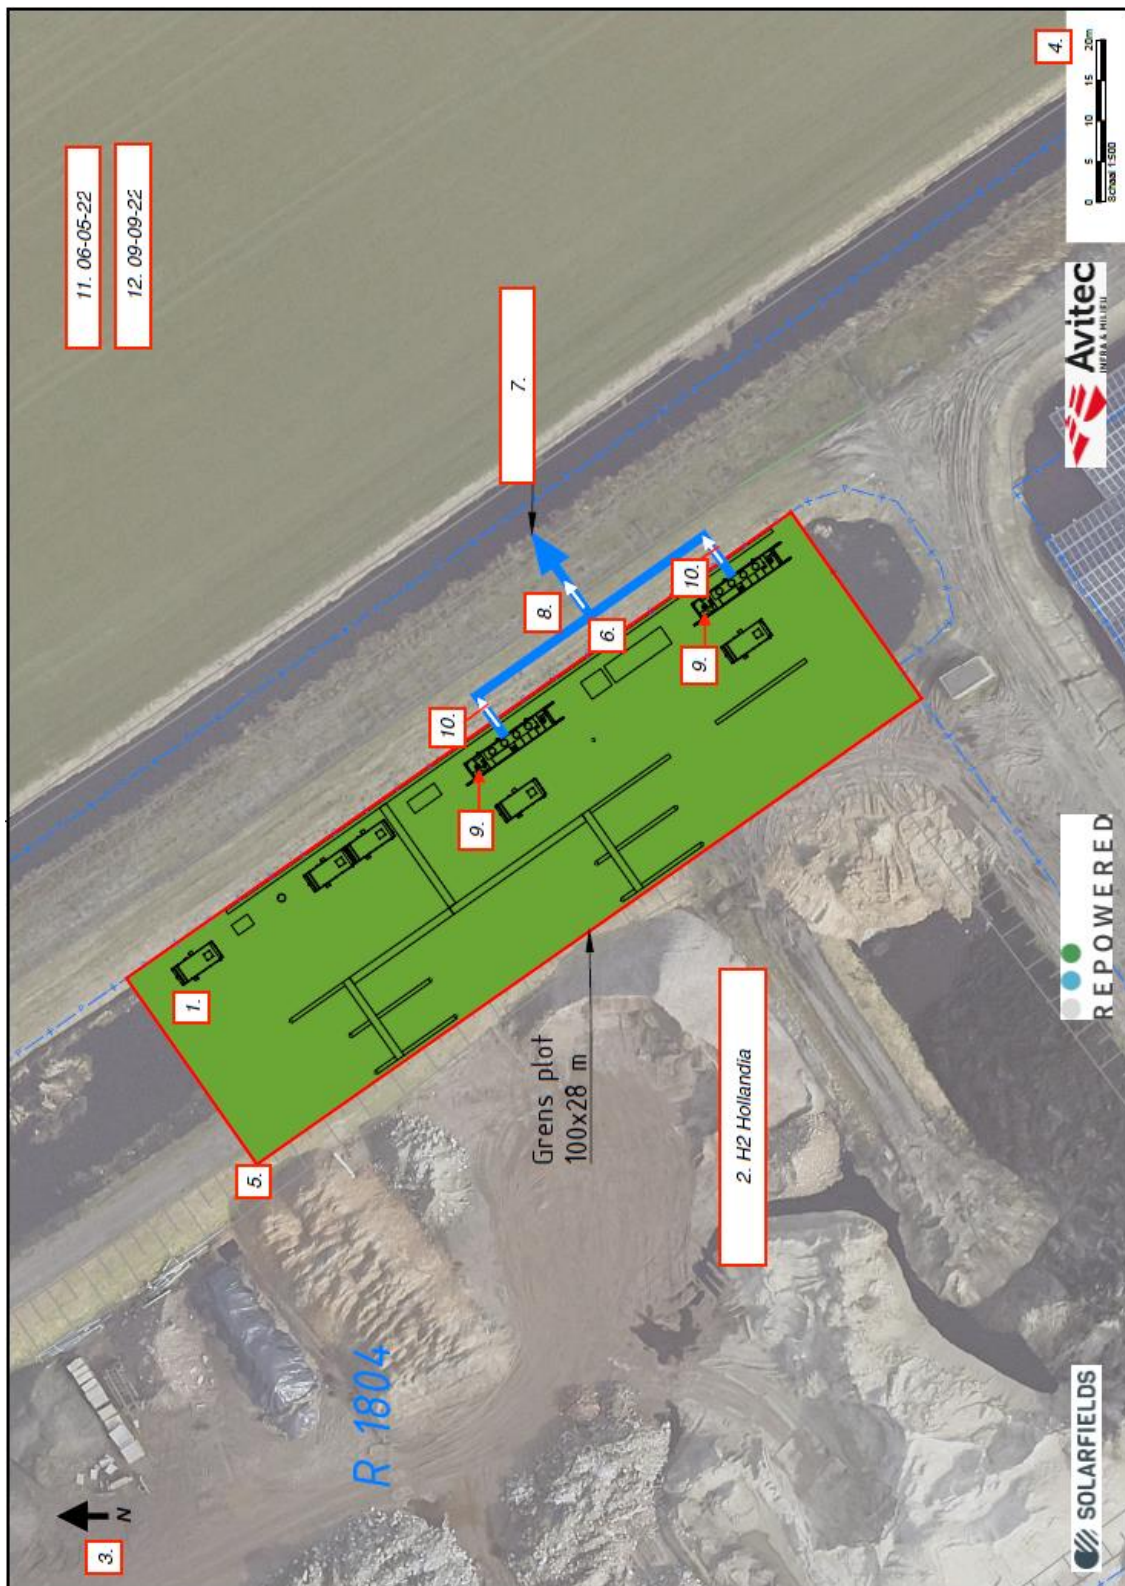 11. 06-05-22
12. 09-09-22
4.
0 5 10 15 20m
Schaal 1:500
7.
Avitec
INFRA & MILIEU
8.
10.
6.
10.
9.
9.
1.
Grens plot
100x28 m
REPOWERED
5.
2. H2 Hollandia
R 1804
3.
N
SOLARFIELDS